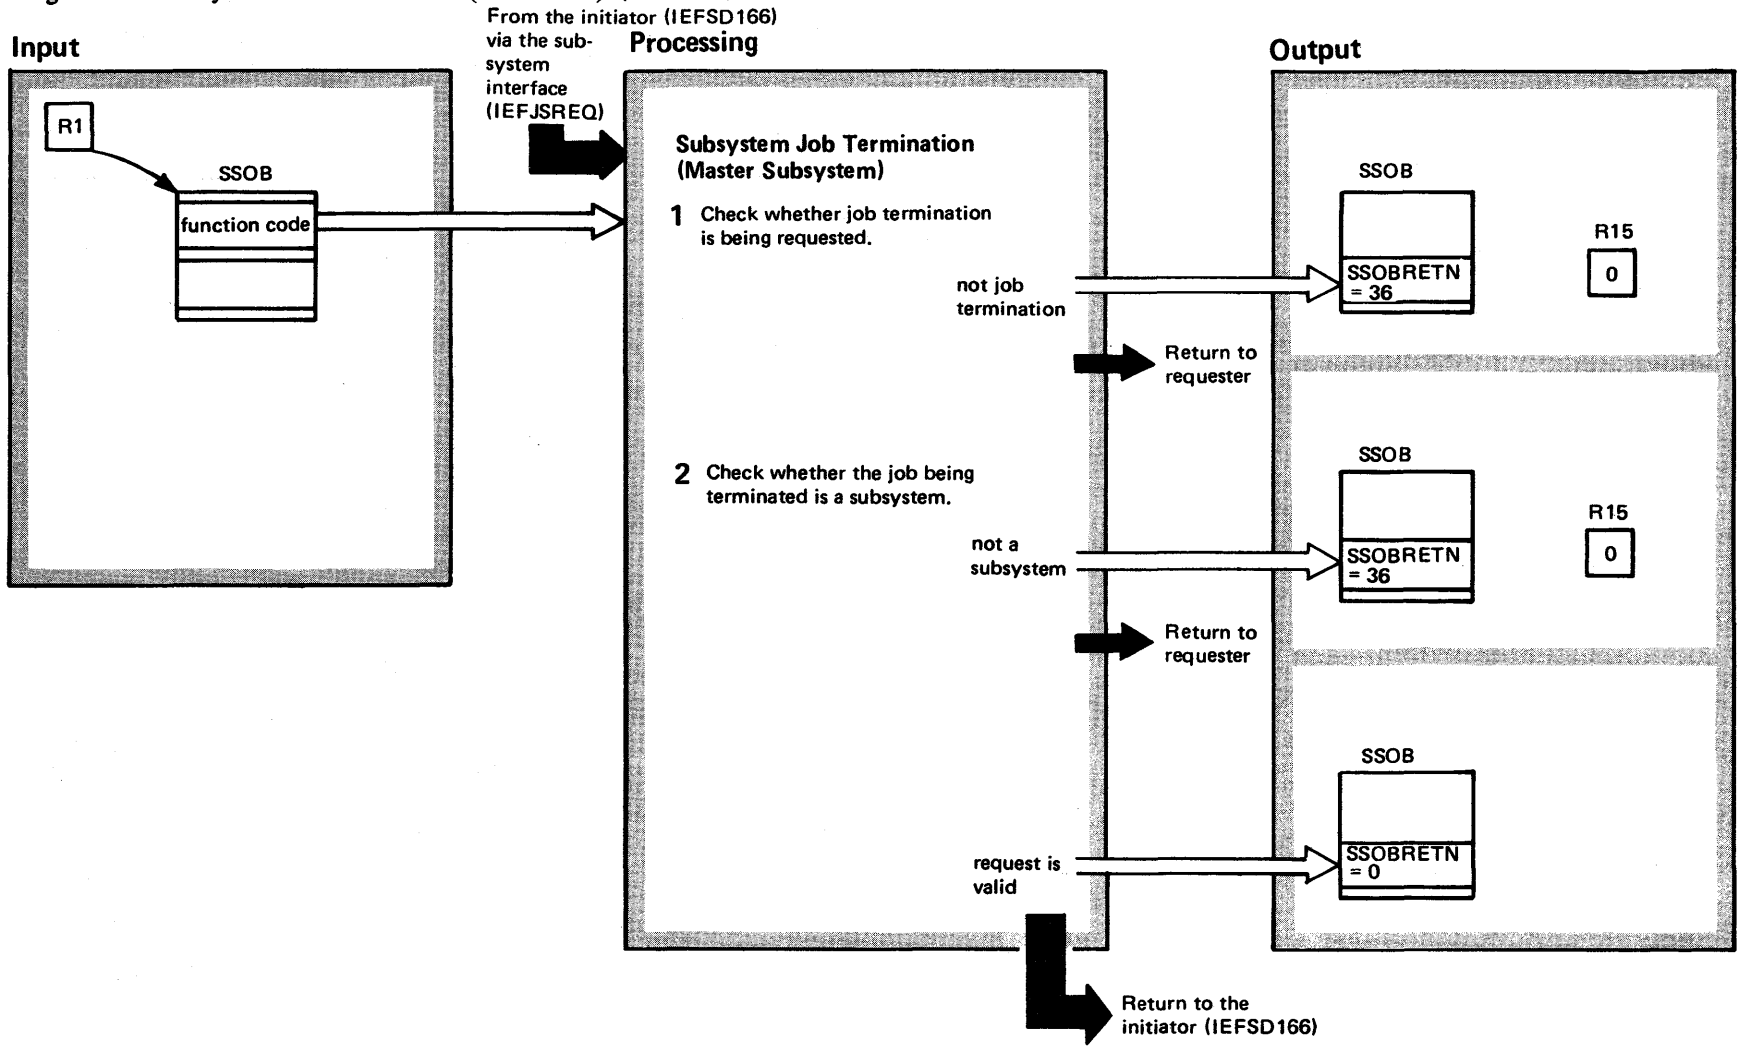 From the initiator (IEFSD166)
via the sub-
system
interface
(IEFJSREQ)
Input
R1
SSOB
function code
Processing
Subsystem Job Termination
(Master Subsystem)
1 Check whether job termination
is being requested.
not job
termination
Return to
requester
2 Check whether the job being
terminated is a subsystem.
not a
subsystem
Return to
requester
request is
valid
Return to the
initiator (IEFSD166)
Output
SSOB
SSOBRETN
= 36
R15
0
SSOB
SSOBRETN
= 36
R15
0
SSOB
SSOBRETN
= 0